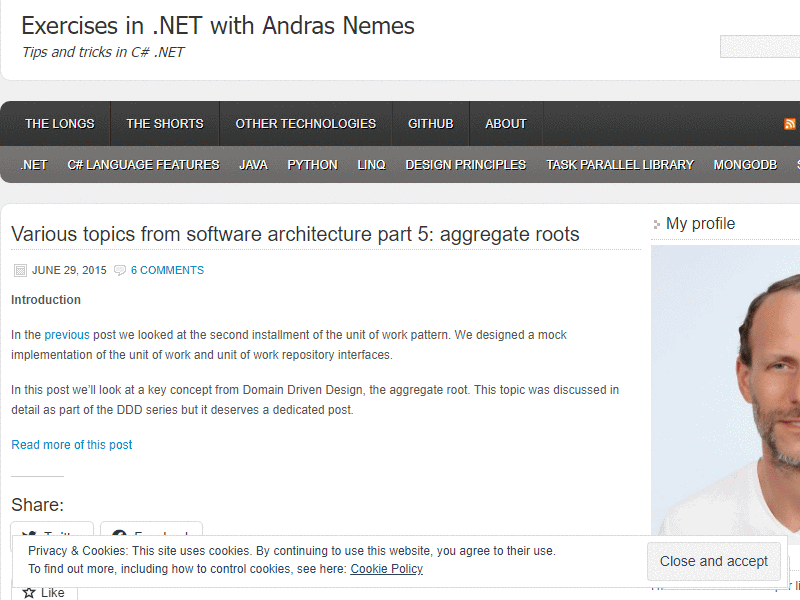 Exercises in .NET with Andras Nemes
Tips and tricks in C# .NET
THE LONGS THE SHORTS OTHER TECHNOLOGIES GITHUB ABOUT
.NET C# LANGUAGE FEATURES JAVA PYTHON LINQ DESIGN PRINCIPLES TASK PARALLEL LIBRARY MONGODB
Various topics from software architecture part 5: aggregate roots
JUNE 29, 2015 6 COMMENTS
Introduction
In the previous post we looked at the second installment of the unit of work pattern. We designed a mock
implementation of the unit of work and unit of work repository interfaces.
In this post we'll look at a key concept from Domain Driven Design, the aggregate root. This topic was discussed in
detail as part of the DDD series but it deserves a dedicated post.
Read more of this post
Share:
Like
My profile
Privacy & Cookies: This site uses cookies. By continuing to use this website, you agree to their use.
To find out more, including how to control cookies, see here: Cookie Policy
Close and accept